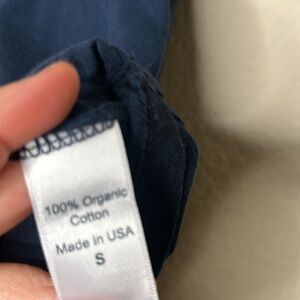 100% Organic
Cotton
Made In USA
S